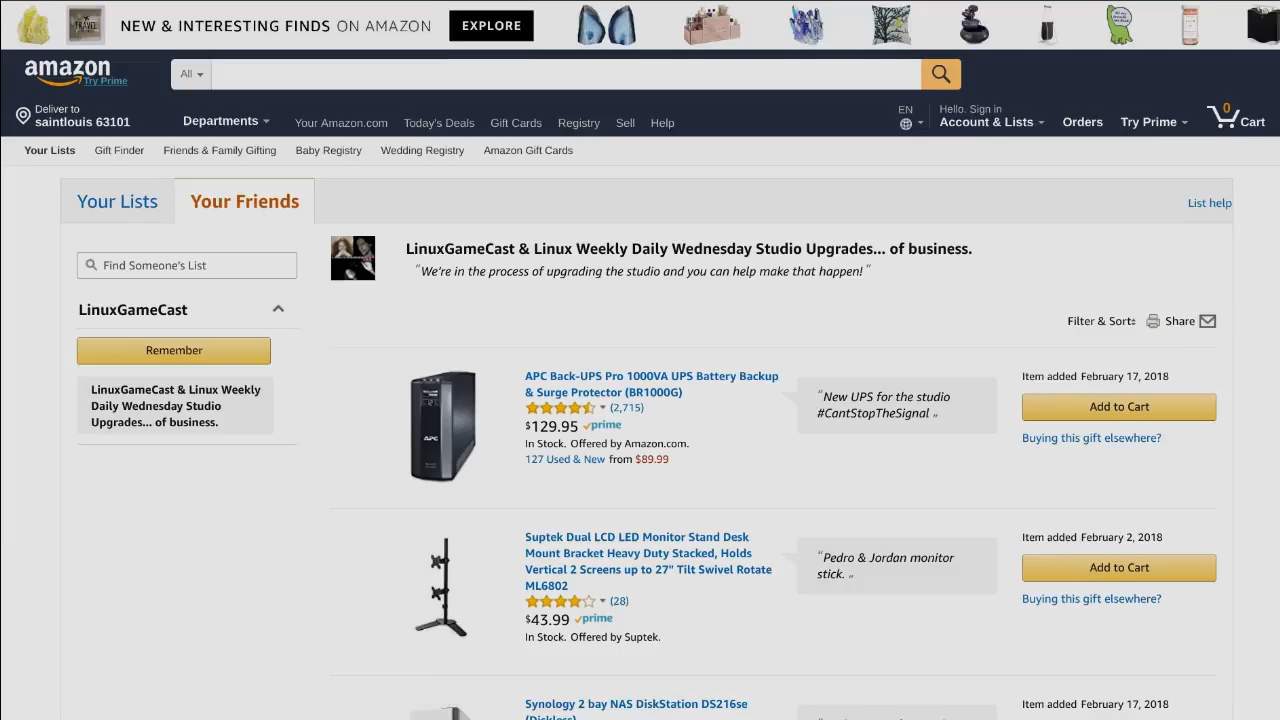 NEW & INTERESTING FINDS ON AMAZON EXPLORE
amazon
Try Prime
All
Deliver to
saintlouis 63101
Departments
Your Amazon.com Today's Deals Gift Cards Registry Sell Help
EN
Hello. Sign in
Account & Lists
Orders
Try Prime
0
Cart
Your Lists Gift Finder Friends & Family Gifting Baby Registry Wedding Registry Amazon Gift Cards
Your Lists Your Friends
List help
Find Someone's List
LinuxGameCast
Remember
LinuxGameCast & Linux Weekly
Daily Wednesday Studio
Upgrades... of business.
LinuxGameCast & Linux Weekly Daily Wednesday Studio Upgrades... of business.
"We're in the process of upgrading the studio and you can help make that happen!"
Filter & Sort Share
APC Back-UPS Pro 1000VA UPS Battery Backup
& Surge Protector (BR1000G)
(2,715)
$129.95 prime
In Stock. Offered by Amazon.com.
127 Used & New from $89.99
"New UPS for the studio
#CantStopTheSignal"
Item added February 17, 2018
Add to Cart
Buying this gift elsewhere?
APC
Suptek Dual LCD LED Monitor Stand Desk
Mount Bracket Heavy Duty Stacked, Holds
Vertical 2 Screens up to 27" Tilt Swivel Rotate
ML6802
(28)
$43.99 prime
In Stock. Offered by Suptek.
"Pedro & Jordan monitor
stick."
Item added February 2, 2018
Add to Cart
Buying this gift elsewhere?
Synology 2 bay NAS DiskStation DS216se
(Diskless)
Item added February 17, 2018